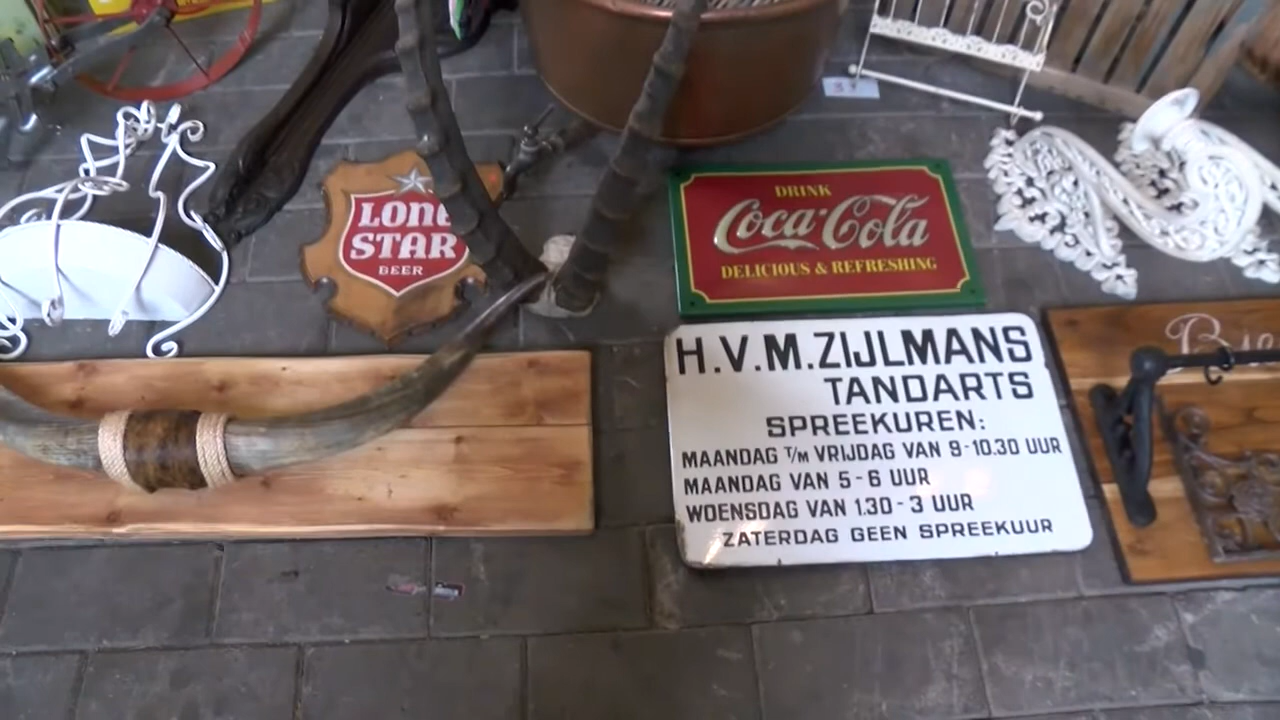 LONE
STAR
BEER
DRINK
Coca-Cola
DELICIOUS & REFRESHING
H.V.M. ZIJLMANS
TANDARTS
SPREEKUREN:
MAANDAG T/M VRIJDAG VAN 9-10.30 UUR
MAANDAG VAN 5-6 UUR
WOENSDAG VAN 1.30-3 UUR
ZATERDAG GEEN SPREEKUUR